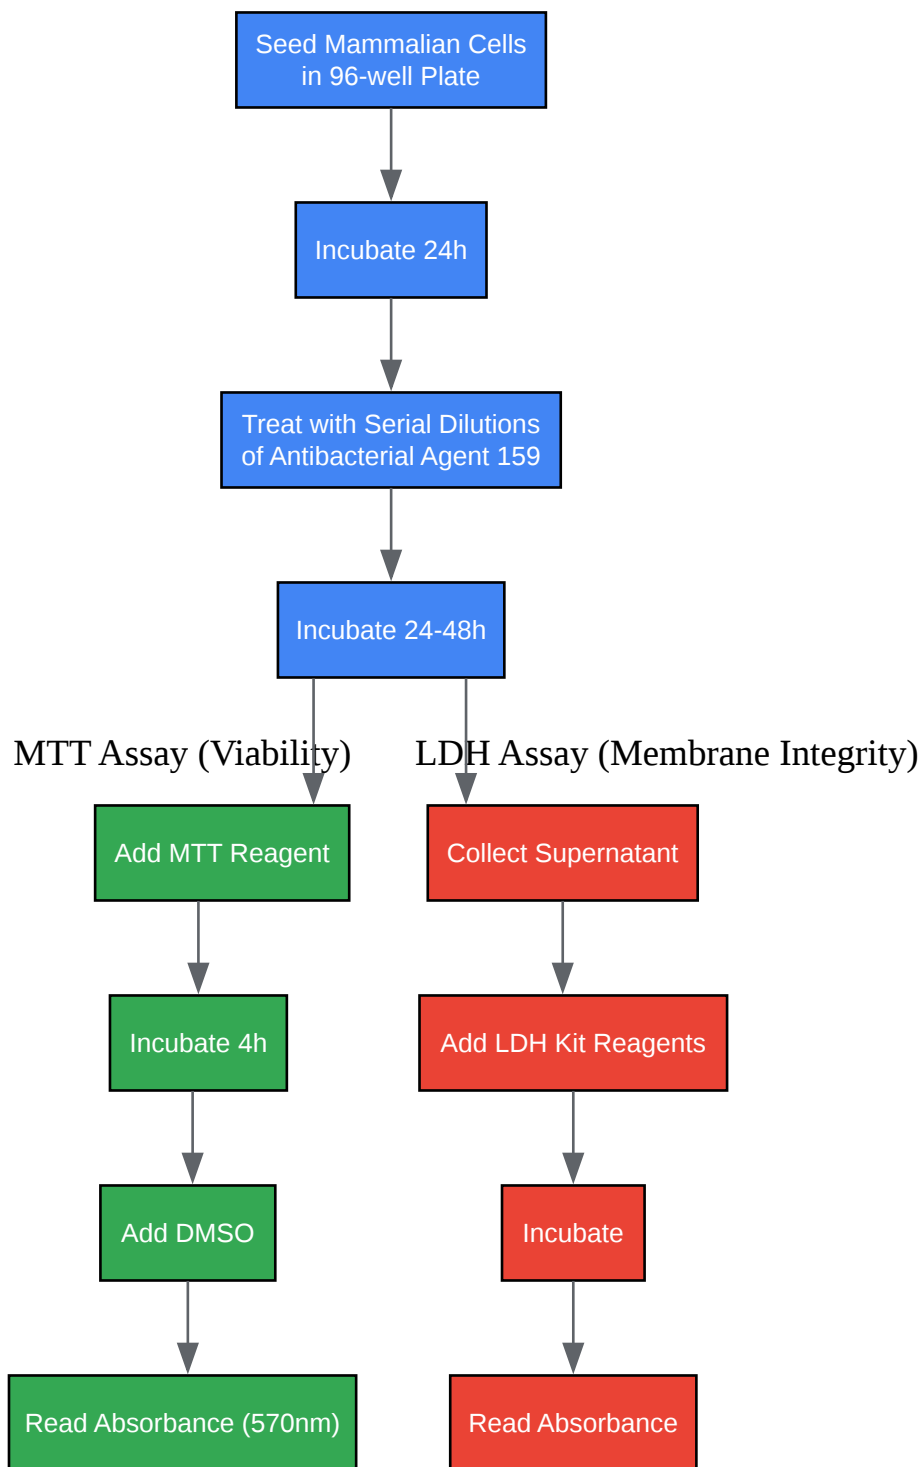 Seed Mammalian Cells
in 96-well Plate
Incubate 24h
Treat with Serial Dilutions
of Antibacterial Agent 159
Incubate 24-48h
MTT Assay (Viability)
Add MTT Reagent
Incubate 4h
Add DMSO
Read Absorbance (570nm)
LDH Assay (Membrane Integrity)
Collect Supernatant
Add LDH Kit Reagents
Incubate
Read Absorbance